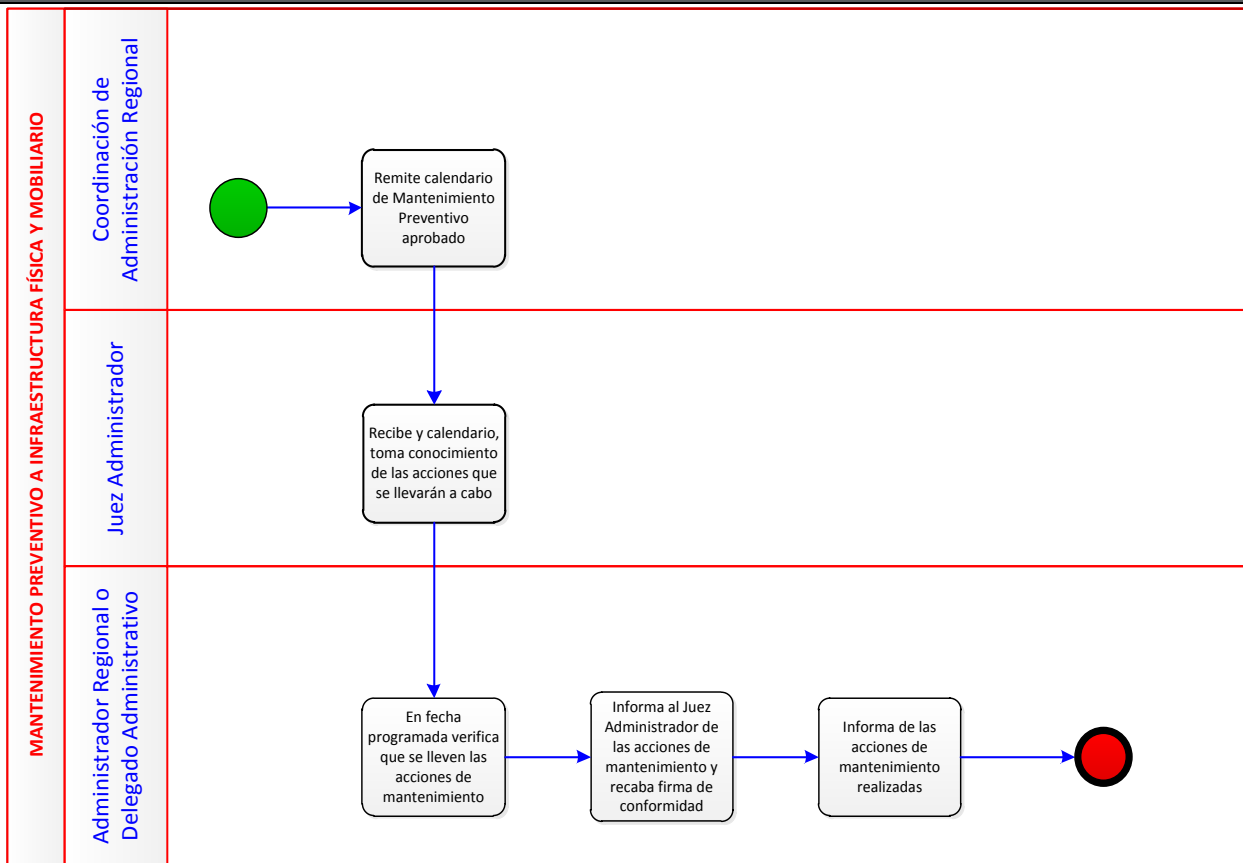 MANTENIMIENTO PREVENTIVO A INFRAESTRUCTURA FÍSICA Y MOBILIARIO
Coordinación de
Administración Regional
Remite calendario
de Mantenimiento
Preventivo
aprobado
Juez Administrador
Recibe y calendario,
toma conocimiento
de las acciones que
se llevarán a cabo
Administrador Regional o
Delegado Administrativo
En fecha
programada verifica
que se lleven las
acciones de
mantenimiento
Informa al Juez
Administrador de
las acciones de
mantenimiento y
recaba firma de
conformidad
Informa de las
acciones de
mantenimiento
realizadas